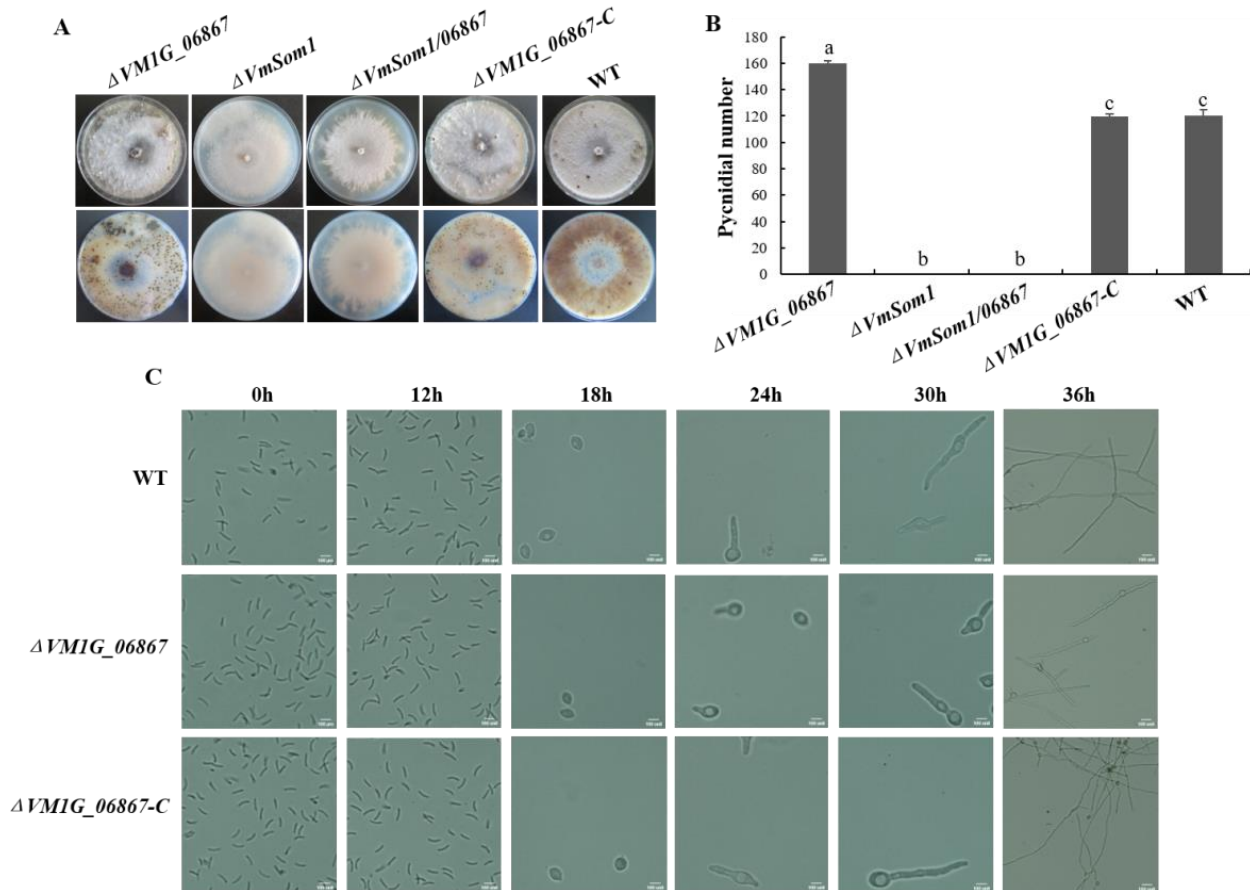 A
ΔVM1G_06867
ΔVmSom1
ΔVmSom1/06867
ΔVM1G_06867-C
WT
B
Pycnidial number
180
160
140
120
100
80
60
40
20
0
a
b
b
c
c
ΔVM1G_06867
ΔVmSom1
ΔVmSom1/06867
ΔVM1G_06867-C
WT
C
0h 12h 18h 24h 30h 36h
WT
ΔVM1G_06867
ΔVM1G_06867-C